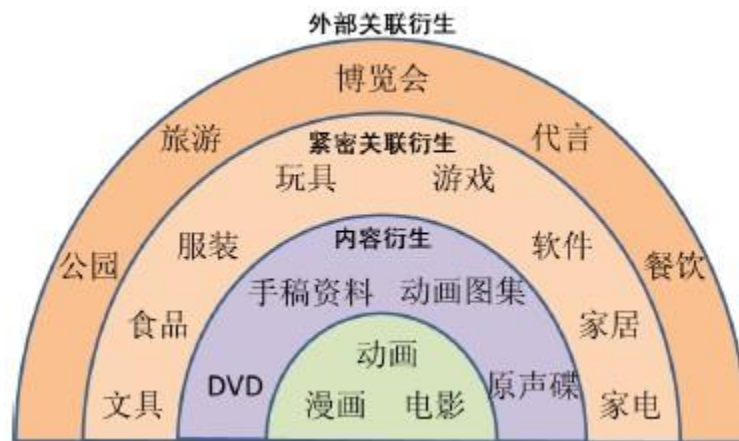 外部关联衍生
博览会
旅游 代言
紧密关联衍生
玩具 游戏
服装 内容衍生 软件
公园 餐饮
手稿资料 动画图集
食品 家居
动画
DVD 原声碟
文具 漫画 电影 家电